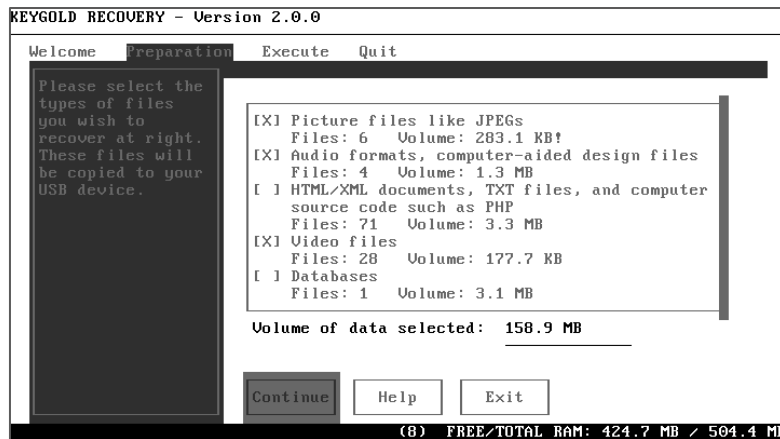 KEYGOLD RECOVERY - Version 2.0.0
Welcome Preparation Execute Quit
Please select the
types of files
you wish to
recover at right.
These files will
be copied to your
USB device.
[X] Picture files like JPEGs
Files: 6 Volume: 283.1 KB!
[X] Audio formats, computer-aided design files
Files: 4 Volume: 1.3 MB
[ ] HTML/XML documents, TXT files, and computer
source code such as PHP
Files: 71 Volume: 3.3 MB
[X] Video files
Files: 28 Volume: 177.7 KB
[ ] Databases
Files: 1 Volume: 3.1 MB
Volume of data selected: 158.9 MB
Continue Help Exit
(8) FREE/TOTAL RAM: 424.7 MB / 504.4 M